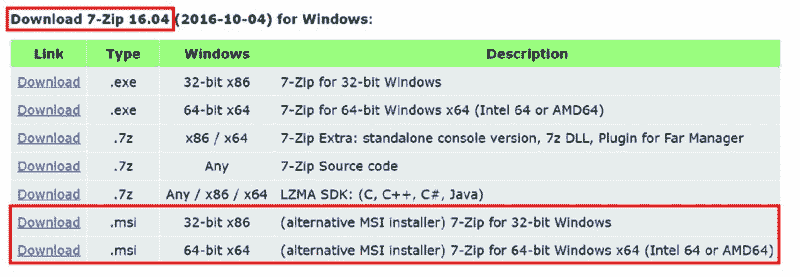 Download 7-Zip 16.04 (2016-10-04) for Windows:
Link Type Windows Description
Download .exe 32-bit x86 7-Zip for 32-bit Windows
Download .exe 64-bit x64 7-Zip for 64-bit Windows x64 (Intel 64 or AMD64)
Download .7z x86 / x64 7-Zip Extra: standalone console version, 7z DLL, Plugin for Far Manager
Download .7z Any 7-Zip Source code
Download .7z Any / x86 / x64 LZMA SDK: (C, C++, C#, Java)
Download .msi 32-bit x86 (alternative MSI installer) 7-Zip for 32-bit Windows
Download .msi 64-bit x64 (alternative MSI installer) 7-Zip for 64-bit Windows x64 (Intel 64 or AMD64)